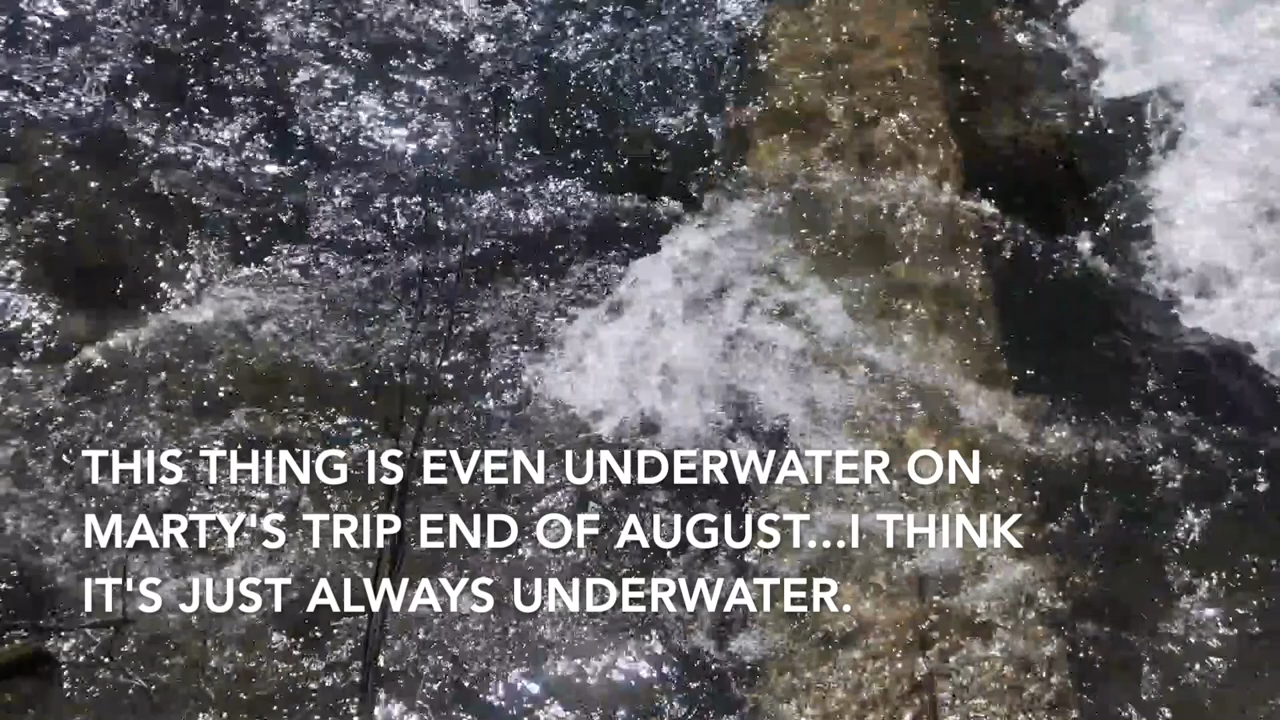 THIS THING IS EVEN UNDERWATER ON
MARTY'S TRIP END OF AUGUST...I THINK
IT'S JUST ALWAYS UNDERWATER.